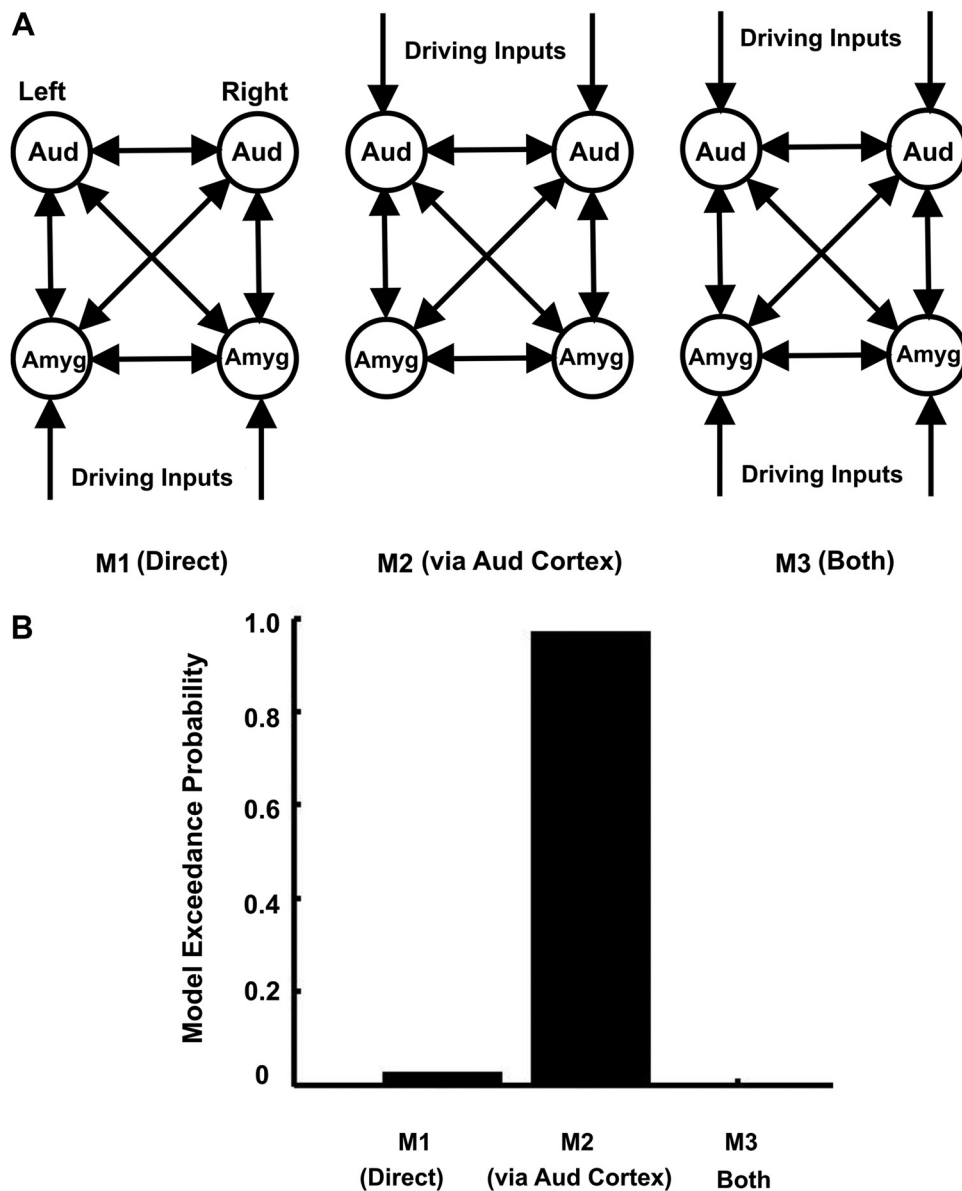 A
Driving Inputs
Driving Inputs
Left
Right
Aud
Aud
Aud
Aud
Aud
Aud
Amyg
Amyg
Amyg
Amyg
Amyg
Amyg
Driving Inputs
Driving Inputs
M1 (Direct)
M2 (via Aud Cortex)
M3 (Both)
B
Model Exceedance Probability
1.0
0.8
0.6
0.4
0.2
0
M1
(Direct)
M2
(via Aud Cortex)
M3
Both